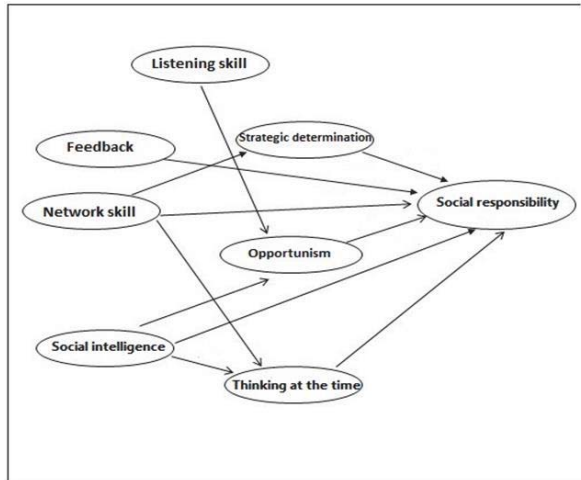 Listening skill
Strategic determination
Feedback
Social responsibility
Network skill
Opportunism
Social intelligence
Thinking at the time